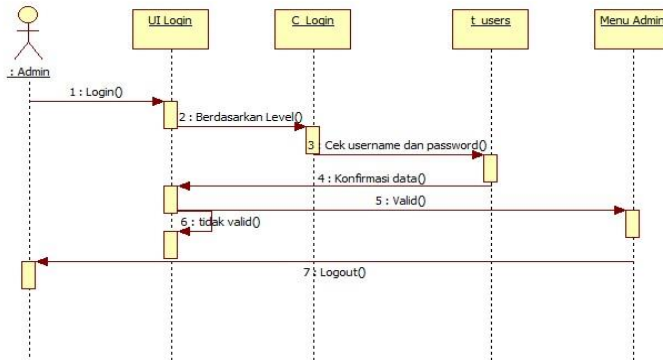 UI Login
C_Login
t_users
Menu Admin
: Admin
1 : Login()
2 : Berdasarkan Level()
3 : Cek username dan password()
4 : Konfirmasi data()
5 : Valid()
6 : tidak valid()
7 : Logout()